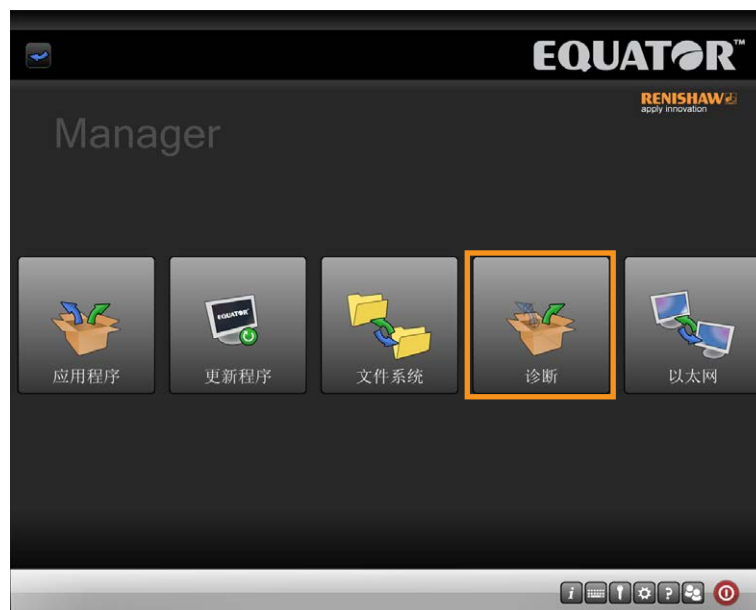 EQUATOR™
RENISHAW
apply innovation
Manager
EQUATOR
应用程序
更新程序
文件系统
诊断
以太网